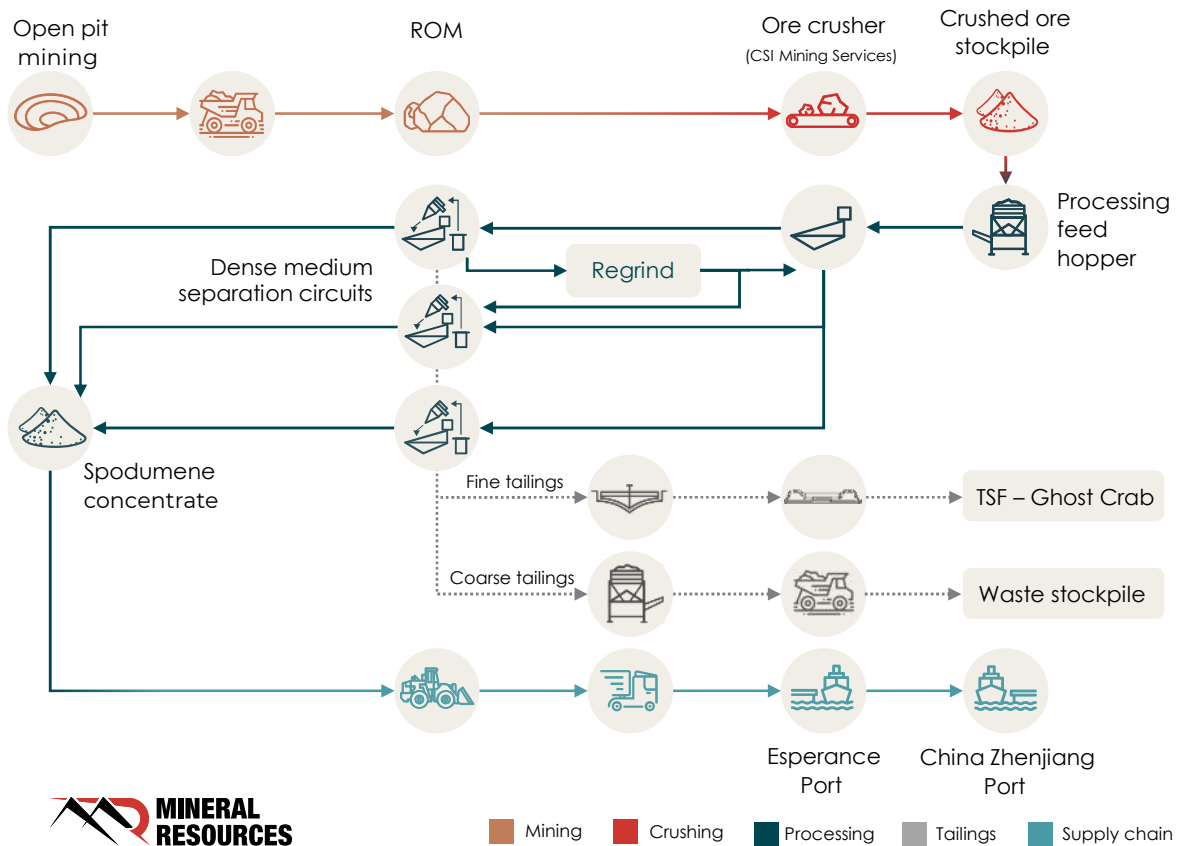 Open pit
mining
ROM
Ore crusher
(CSI Mining Services)
Crushed ore
stockpile
Processing
feed
hopper
Dense medium
separation circuits
Regrind
Spodumene
concentrate
Fine tailings
TSF – Ghost Crab
Coarse tailings
Waste stockpile
Esperance
Port
China Zhenjiang
Port
MINERAL
RESOURCES
Mining
Crushing
Processing
Tailings
Supply chain